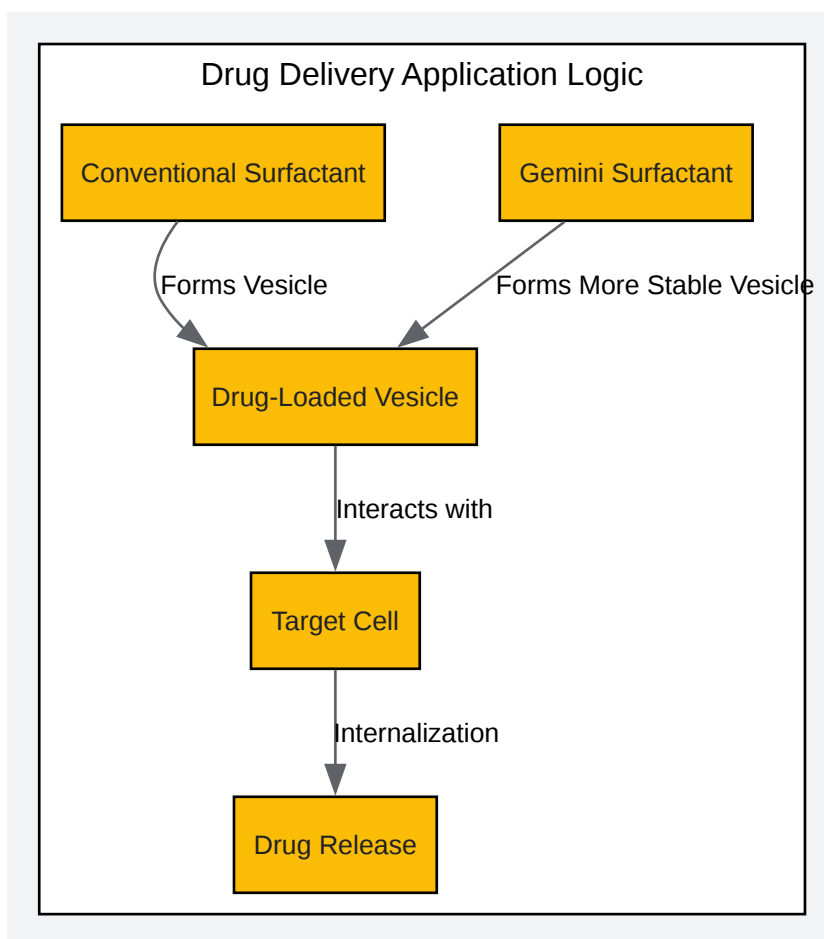 Drug Delivery Application Logic
Conventional Surfactant
Gemini Surfactant
Forms Vesicle
Forms More Stable Vesicle
Drug-Loaded Vesicle
Interacts with
Target Cell
Internalization
Drug Release